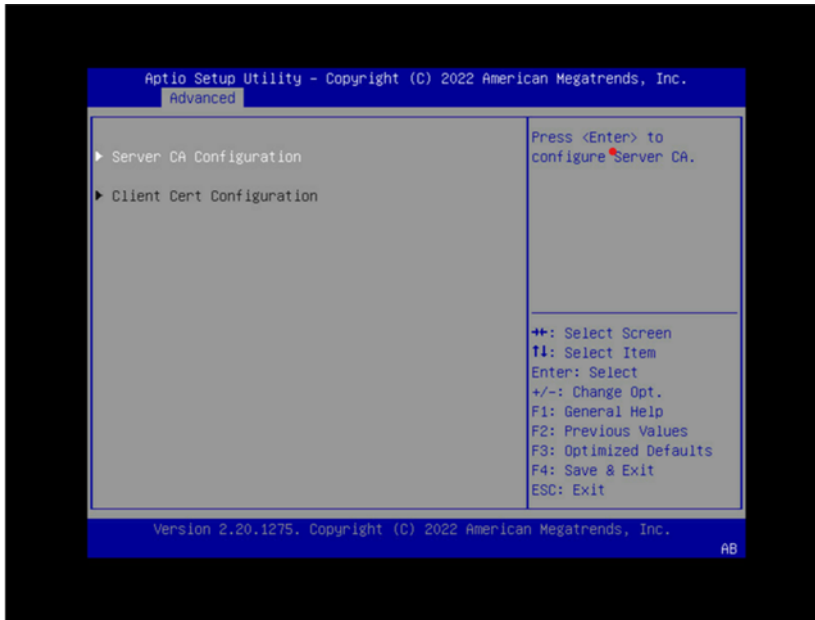 Aptio Setup Utility – Copyright (C) 2022 American Megatrends, Inc.
Advanced
Server CA Configuration
Client Cert Configuration
Press <Enter> to
configure Server CA.
→←: Select Screen
↑↓: Select Item
Enter: Select
+/-: Change Opt.
F1: General Help
F2: Previous Values
F3: Optimized Defaults
F4: Save & Exit
ESC: Exit
Version 2.20.1275. Copyright (C) 2022 American Megatrends, Inc.
AB